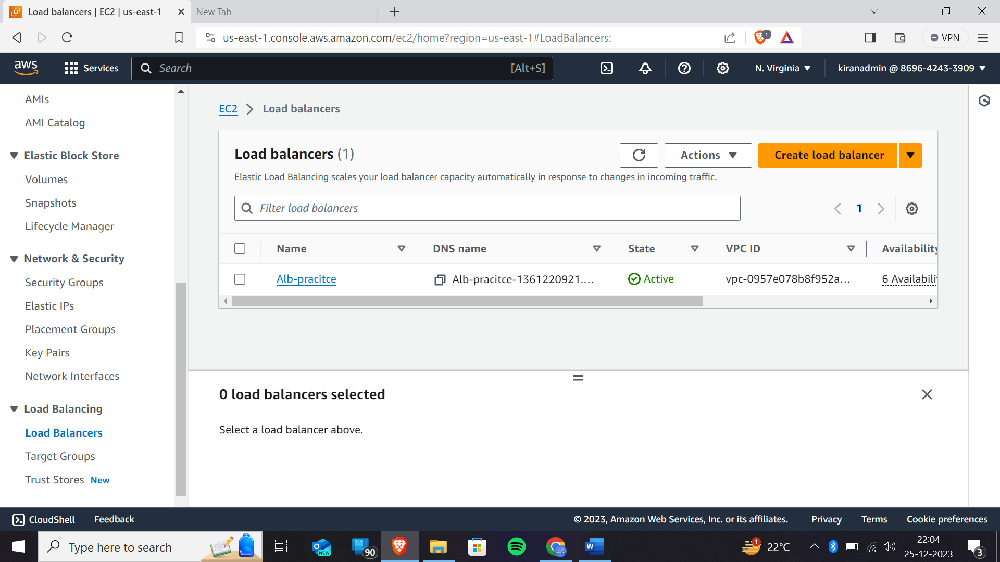 Load balancers | EC2 | us-east-1
New Tab
us-east-1.console.aws.amazon.com/ec2/home?region=us-east-1#LoadBalancers:
1
VPN
aws
Services
Search
[Alt+S]
N. Virginia
kiranadmin @ 8696-4243-3909
AMIs
AMI Catalog
Elastic Block Store
Volumes
Snapshots
Lifecycle Manager
Network & Security
Security Groups
Elastic IPs
Placement Groups
Key Pairs
Network Interfaces
Load Balancing
Load Balancers
Target Groups
Trust Stores New
EC2 > Load balancers
Load balancers (1)
Actions
Create load balancer
Elastic Load Balancing scales your load balancer capacity automatically in response to changes in incoming traffic.
Filter load balancers
1
Name DNS name State VPC ID Availability
Alb-pracitce Alb-pracitce-1361220921.... Active vpc-0957e078b8f952a... 6 Availabili
0 load balancers selected
Select a load balancer above.
CloudShell Feedback
© 2023, Amazon Web Services, Inc. or its affiliates. Privacy Terms Cookie preferences
Type here to search
NEW
90
W
1
22°C
22:04
25-12-2023
3